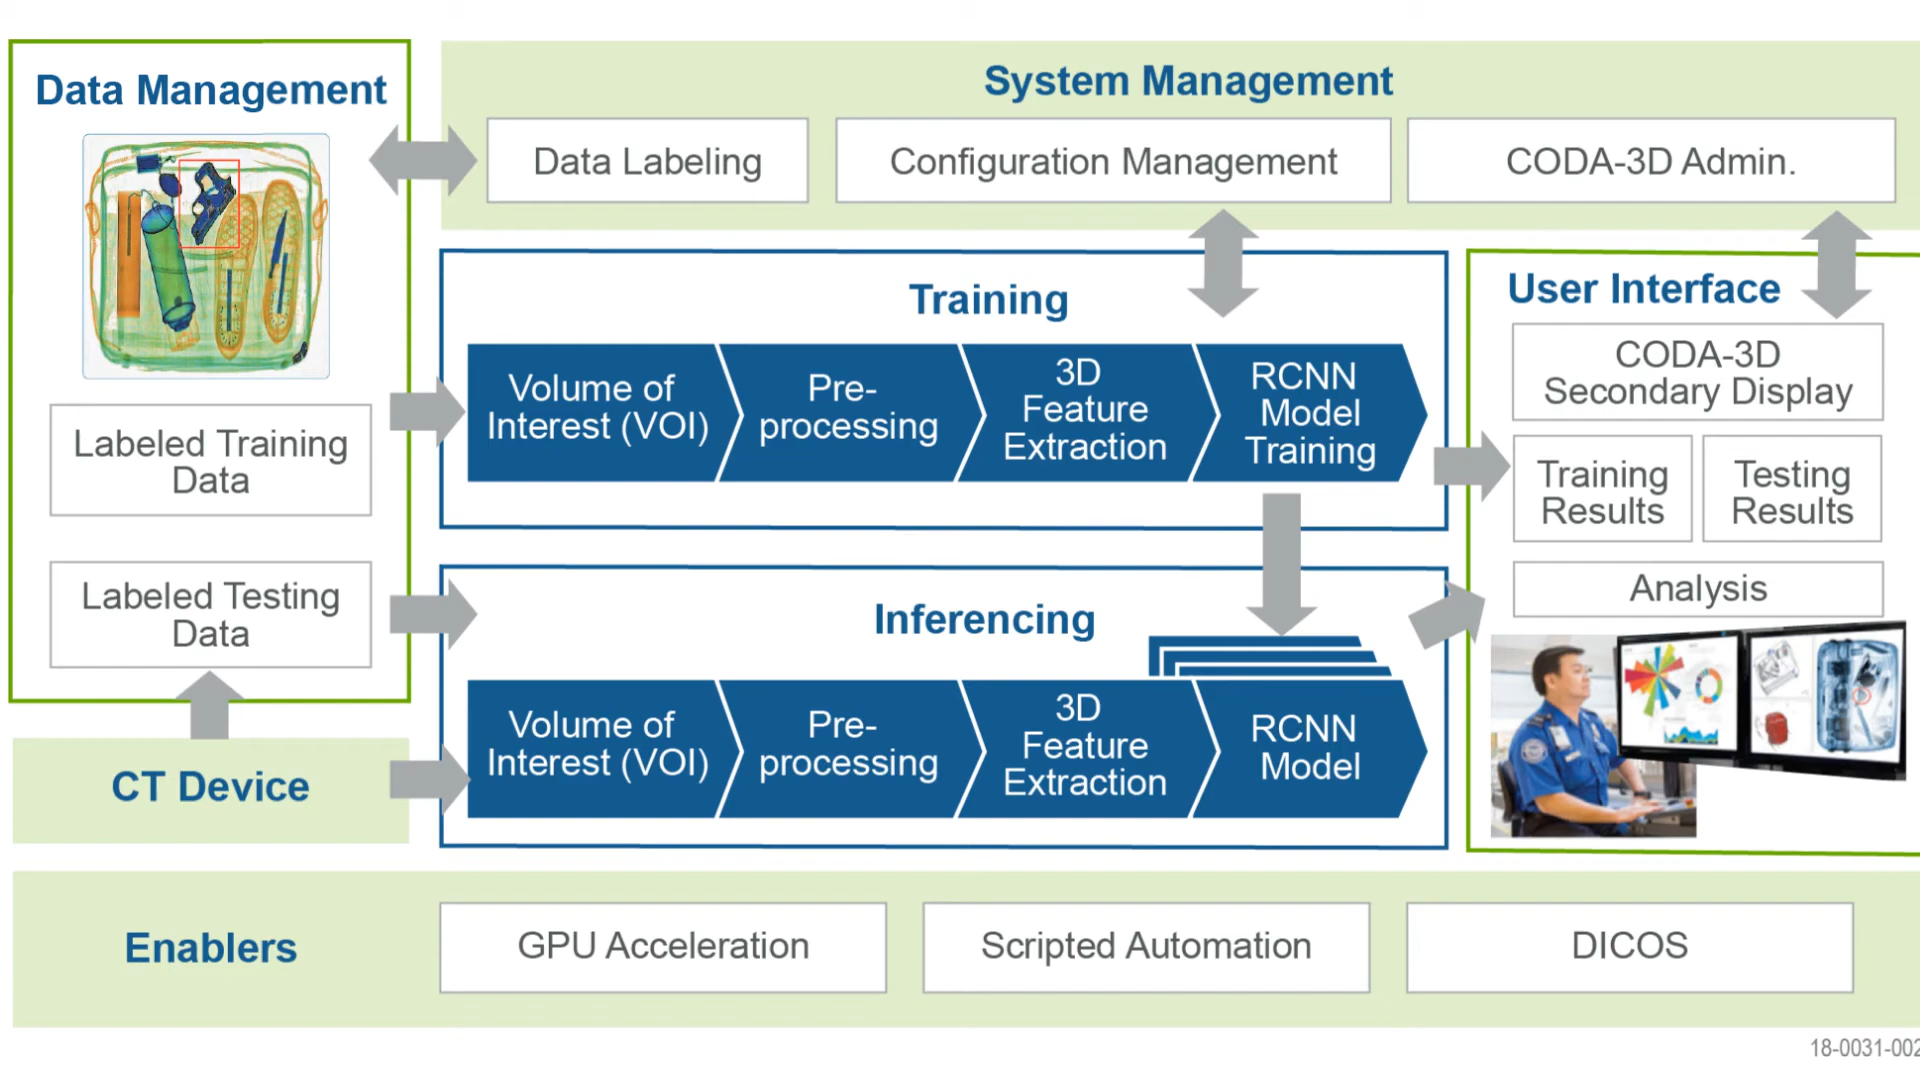 Data Management
Labeled Training
Data
Labeled Testing
Data
CT Device
System Management
Data Labeling
Configuration Management
CODA-3D Admin.
Training
Volume of
Interest (VOI)
Pre-
processing
3D
Feature
Extraction
RCNN
Model
Training
Inferencing
Volume of
Interest (VOI)
Pre-
processing
3D
Feature
Extraction
RCNN
Model
User Interface
CODA-3D
Secondary Display
Training
Results
Testing
Results
Analysis
Enablers
GPU Acceleration
Scripted Automation
DICOS
18-0031-002